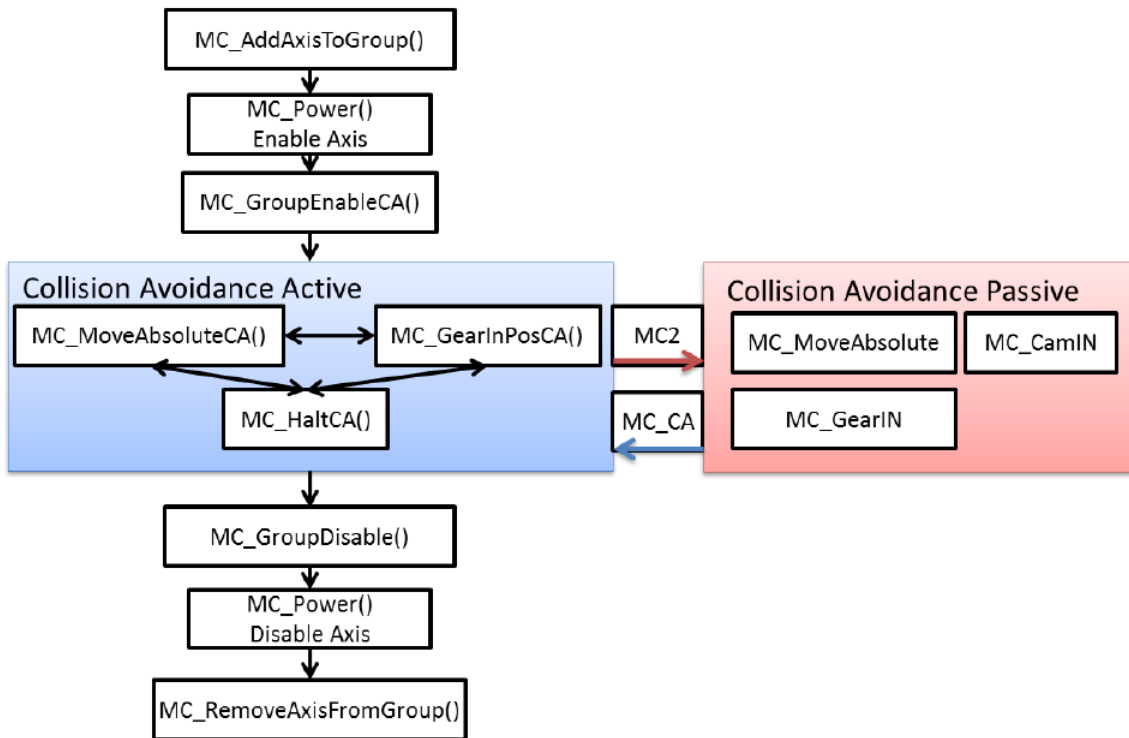 MC_AddAxisToGroup()
MC_Power()
Enable Axis
MC_GroupEnableCA()
Collision Avoidance Active
MC_MoveAbsoluteCA()
MC_GearInPosCA()
MC_HaltCA()
MC2
MC_CA
Collision Avoidance Passive
MC_MoveAbsolute
MC_CamIN
MC_GearIN
MC_GroupDisable()
MC_Power()
Disable Axis
MC_RemoveAxisFromGroup()